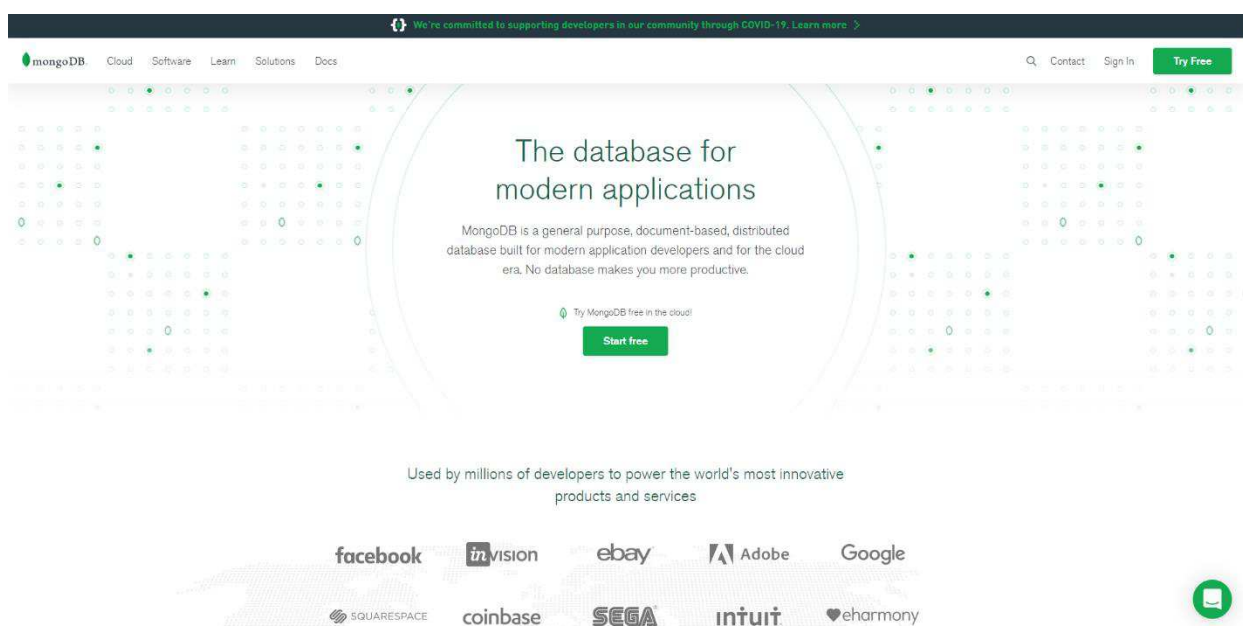 We're committed to supporting developers in our community through COVID-19. Learn more >
mongoDB. Cloud Software Learn Solutions Docs Contact Sign In Try Free
The database for
modern applications
MongoDB is a general purpose, document-based, distributed
database built for modern application developers and for the cloud
era. No database makes you more productive.
Try MongoDB free in the cloud!
Start free
Used by millions of developers to power the world's most innovative
products and services
facebook invision ebay Adobe Google
SQUARESPACE coinbase SEGA intuit eharmony